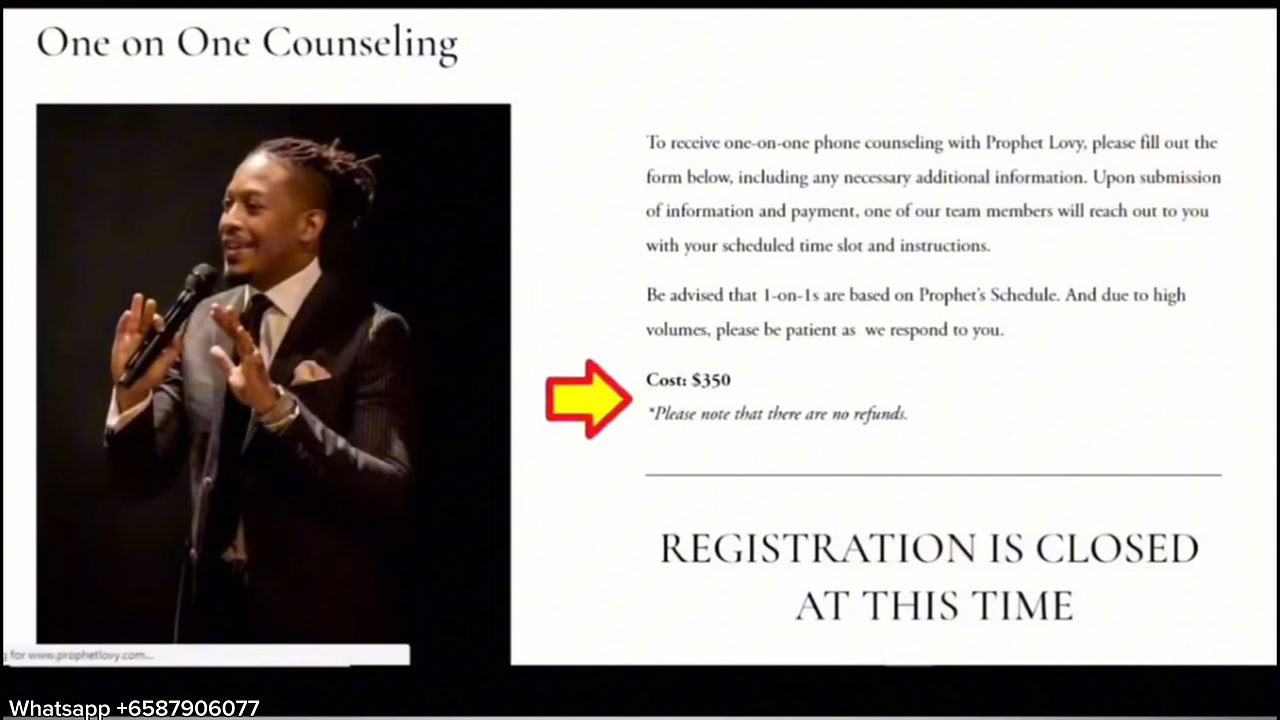 One on One Counseling
To receive one-on-one phone counseling with Prophet Lovy, please fill out the
form below, including any necessary additional information. Upon submission
of information and payment, one of our team members will reach out to you
with your scheduled time slot and instructions.
Be advised that 1-on-1s are based on Prophet's Schedule. And due to high
volumes, please be patient as we respond to you.
Cost: $350
*Please note that there are no refunds.
REGISTRATION IS CLOSED
AT THIS TIME
for www.prophetlovy.com...
Whatsapp +6587906077